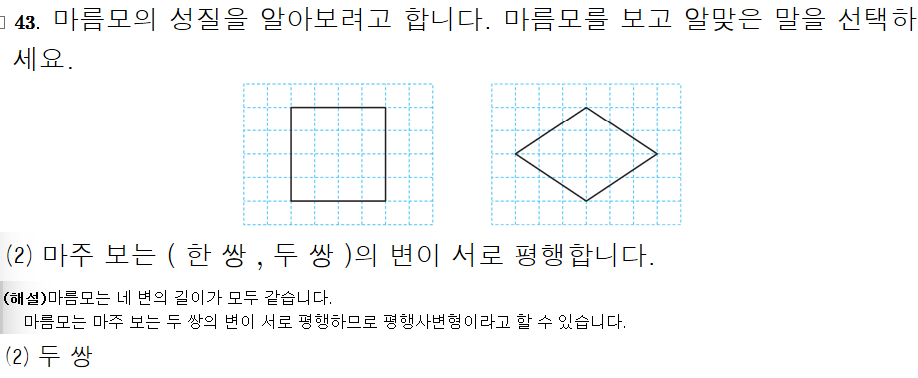 □ 43. 마름모의 성질을 알아보려고 합니다. 마름모를 보고 알맞은 말을 선택하
세요.
(2) 마주 보는 ( 한 쌍 , 두 쌍 )의 변이 서로 평행합니다.
(해설)마름모는 네 변의 길이가 모두 같습니다.
마름모는 마주 보는 두 쌍의 변이 서로 평행하므로 평행사변형이라고 할 수 있습니다.
(2) 두 쌍